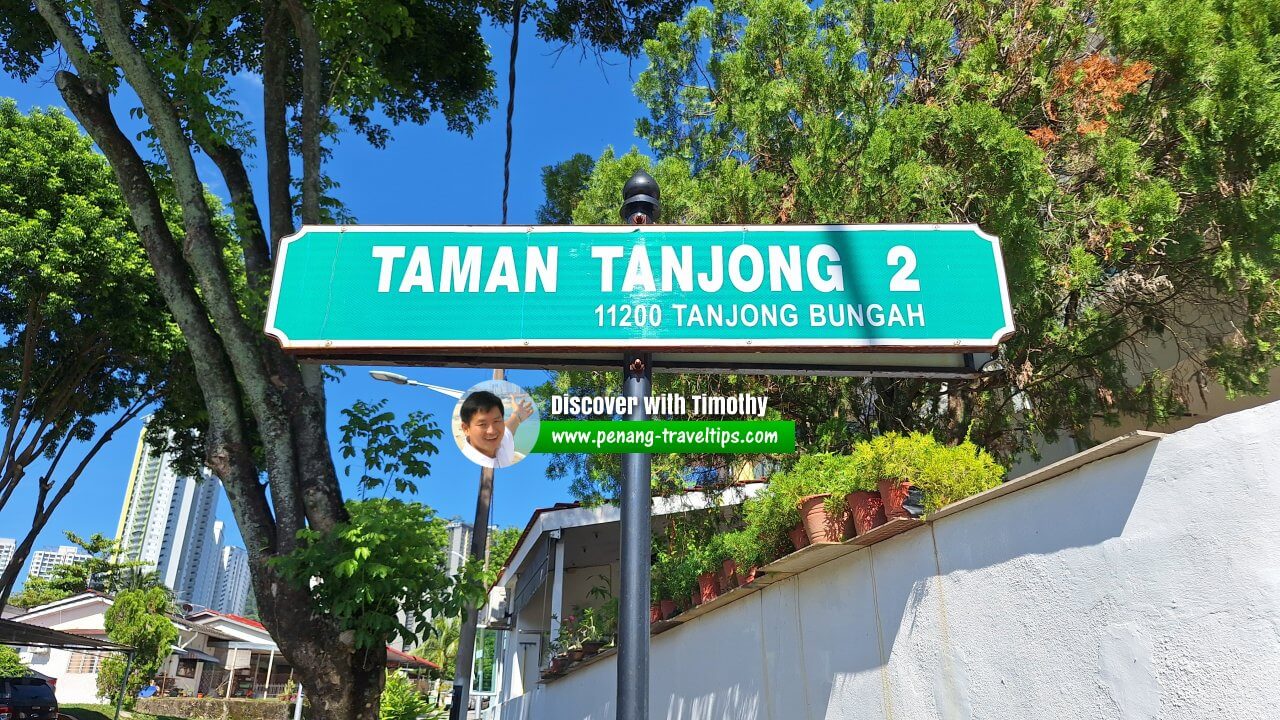 TAMAN TANJONG 2
11200 TANJONG BUNGAH
Discover with Timothy
www.penang-traveltips.com